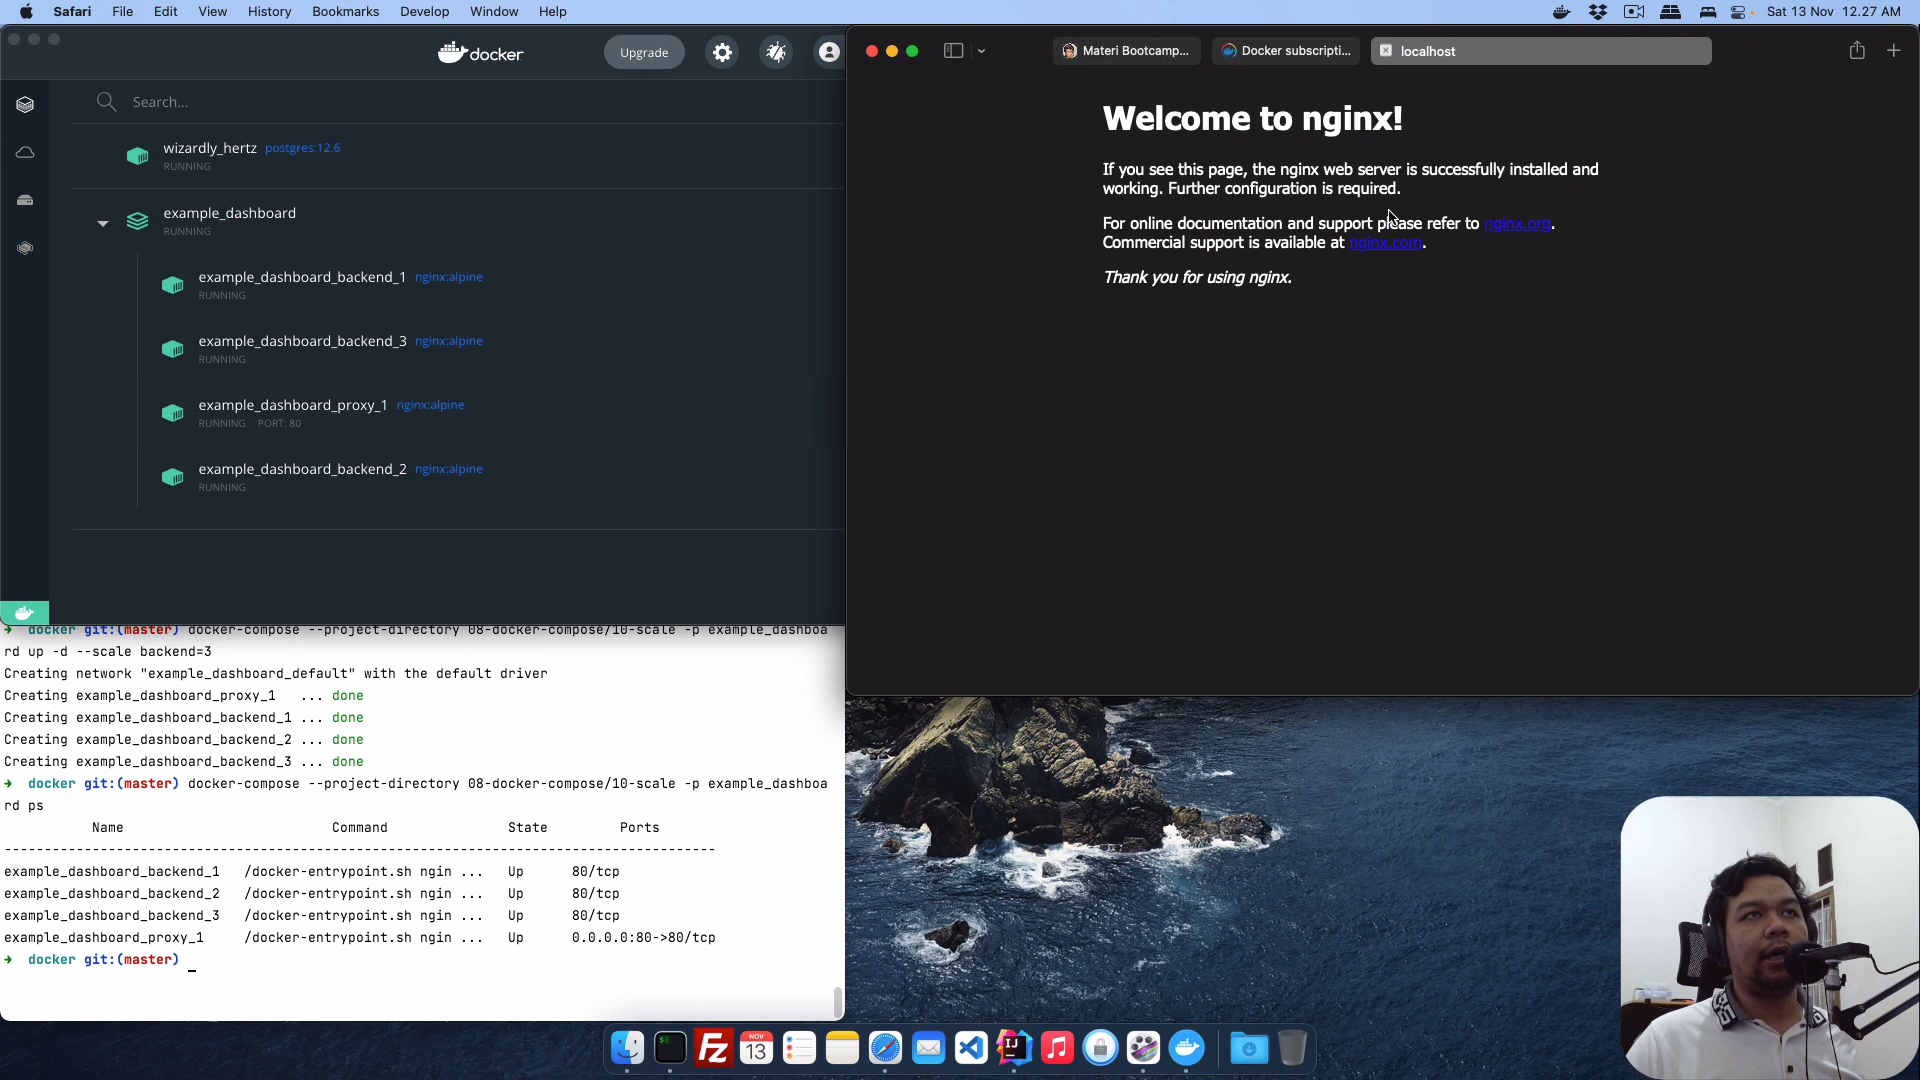 Safari File Edit View History Bookmarks Develop Window Help
Sat 13 Nov 12.27 AM
docker
Upgrade
Search...
wizardly_hertz postgres:12.6
RUNNING
example_dashboard
RUNNING
example_dashboard_backend_1 nginx:alpine
RUNNING
example_dashboard_backend_3 nginx:alpine
RUNNING
example_dashboard_proxy_1 nginx:alpine
RUNNING PORT: 80
example_dashboard_backend_2 nginx:alpine
RUNNING
Materi Bootcamp... Docker subscripti... localhost
Welcome to nginx!
If you see this page, the nginx web server is successfully installed and
working. Further configuration is required.
For online documentation and support please refer to nginx.org.
Commercial support is available at nginx.com.
Thank you for using nginx.
→ docker git:(master) docker-compose --project-directory 08-docker-compose/10-scale -p example_dashboa
rd up -d --scale backend=3
Creating network "example_dashboard_default" with the default driver
Creating example_dashboard_proxy_1 ... done
Creating example_dashboard_backend_1 ... done
Creating example_dashboard_backend_2 ... done
Creating example_dashboard_backend_3 ... done
→ docker git:(master) docker-compose --project-directory 08-docker-compose/10-scale -p example_dashboa
rd ps
Name Command State Ports
------------------------------------------------------------------------------------------
example_dashboard_backend_1 /docker-entrypoint.sh ngin ... Up 80/tcp
example_dashboard_backend_2 /docker-entrypoint.sh ngin ... Up 80/tcp
example_dashboard_backend_3 /docker-entrypoint.sh ngin ... Up 80/tcp
example_dashboard_proxy_1 /docker-entrypoint.sh ngin ... Up 0.0.0.0:80->80/tcp
→ docker git:(master) _
FZ
NOV
13
IJ